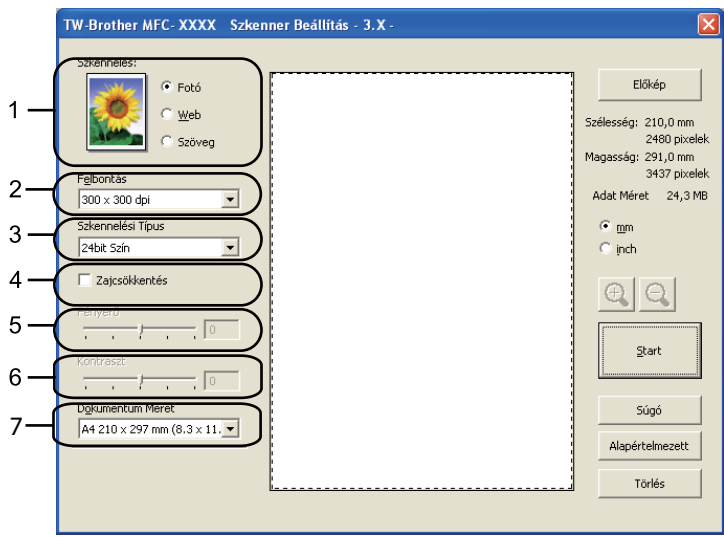 TW-Brother MFC- XXXX Szkenner Beállítás - 3.X -
Szkennelés:
1
Fotó
Web
Szöveg
2
Felbontás
300 x 300 dpi
3
Szkennelési Típus
24bit Szín
4
Zajcsökkentés
5
Fényerő
0
6
Kontraszt
0
7
Dokumentum Méret
A4 210 x 297 mm (8.3 x 11.
Előkép
Szélesség: 210,0 mm
2480 pixelek
Magasság: 291,0 mm
3437 pixelek
Adat Méret 24,3 MB
mm
inch
Start
Súgó
Alapértelmezett
Törlés